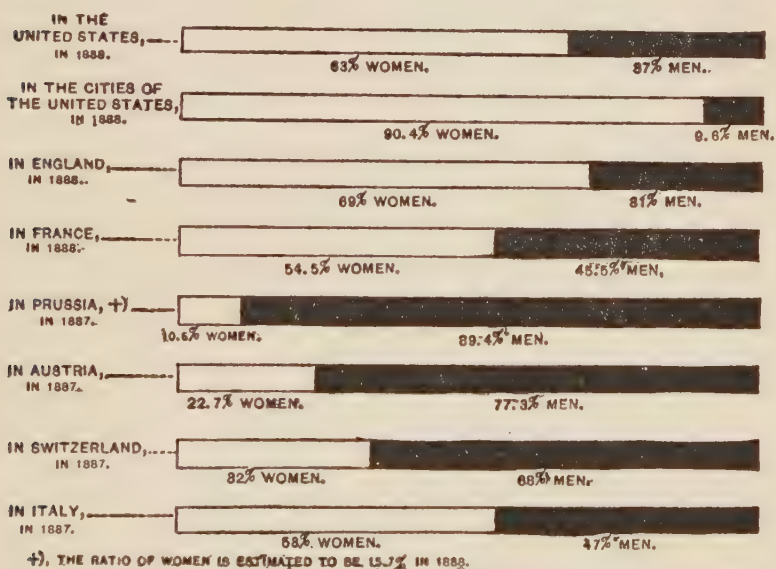 IN THE
UNITED STATES,
IN 1888.
63% WOMEN. 87% MEN.
IN THE CITIES OF
THE UNITED STATES,
IN 1888.
90.4% WOMEN. 9.6% MEN.
IN ENGLAND,
IN 1888.
69% WOMEN. 81% MEN.
IN FRANCE,
IN 1888.
54.5% WOMEN. 45.5% MEN.
IN PRUSSIA, +)
IN 1887.
10.6% WOMEN. 89.4% MEN.
IN AUSTRIA,
IN 1887.
22.7% WOMEN. 77.3% MEN.
IN SWITZERLAND,
IN 1887.
82% WOMEN. 68% MEN.
IN ITALY,
IN 1887.
58% WOMEN. 47% MEN.
+), THE RATIO OF WOMEN IS ESTIMATED TO BE 15.7% IN 1888.